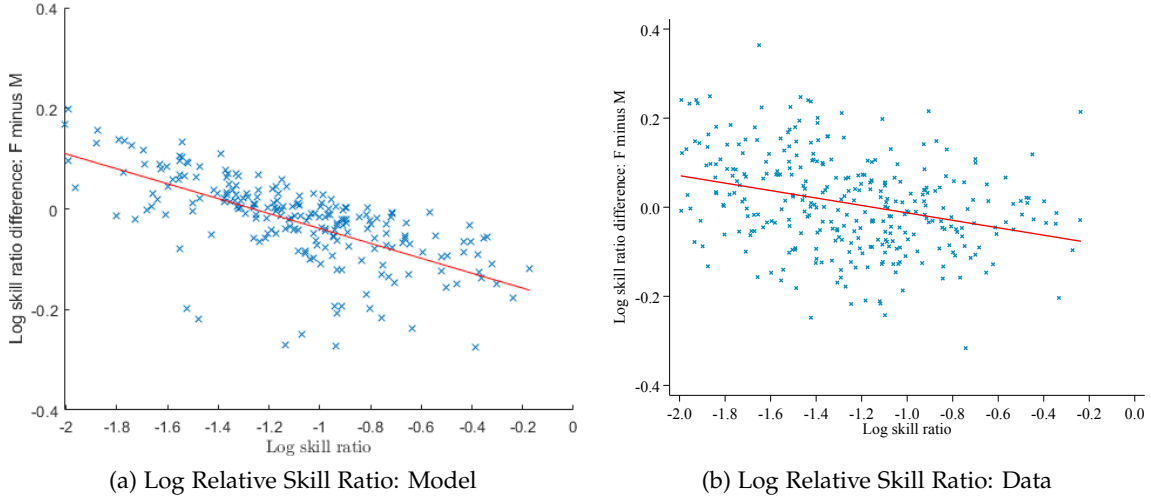 0.4
0.2
0
-0.2
-0.4
Log skill ratio difference: F minus M
-2 -1.8 -1.6 -1.4 -1.2 -1 -0.8 -0.6 -0.4 -0.2 0
Log skill ratio
(a) Log Relative Skill Ratio: Model
0.4
0.2
0.0
-0.2
-0.4
Log skill ratio difference: F minus M
-2.0 -1.8 -1.6 -1.4 -1.2 -1.0 -0.8 -0.6 -0.4 -0.2 0.0
Log skill ratio
(b) Log Relative Skill Ratio: Data